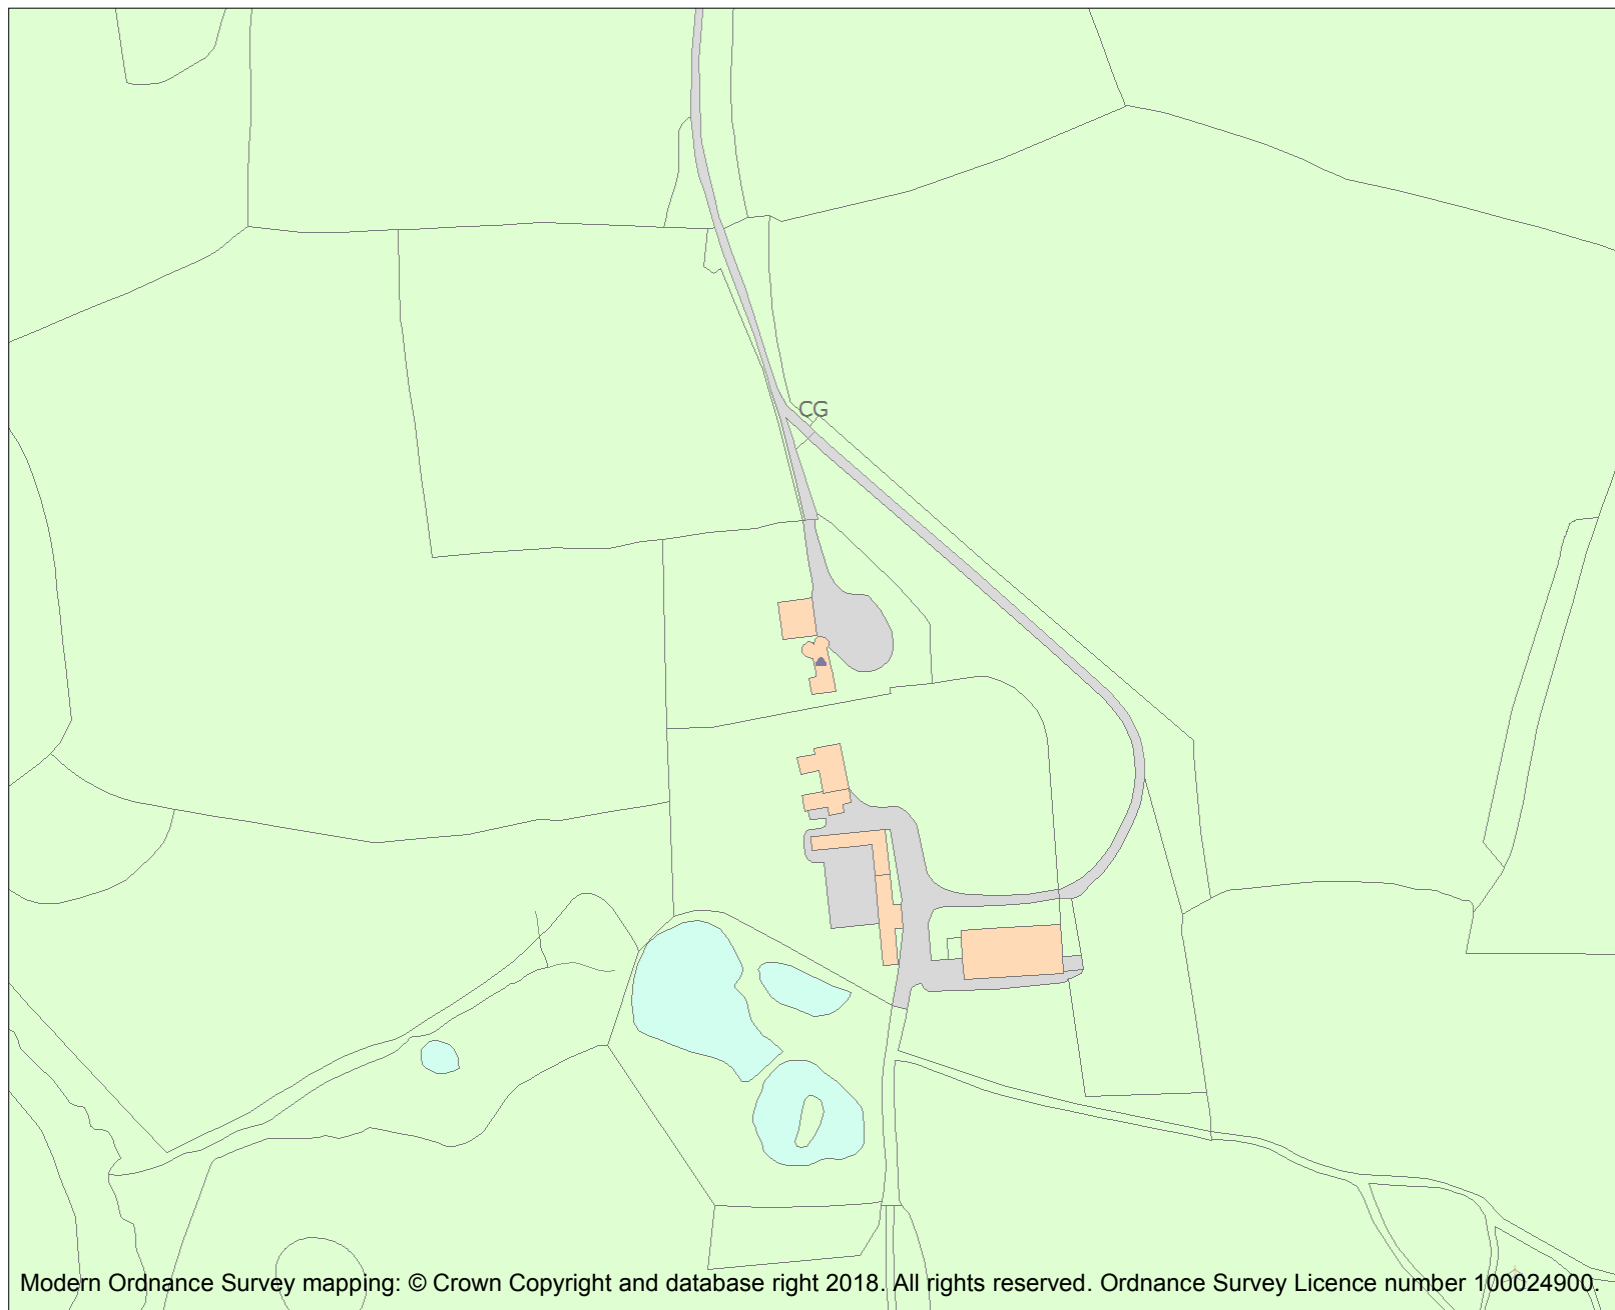 CG
Modern Ordnance Survey mapping: © Crown Copyright and database right 2018. All rights reserved. Ordnance Survey Licence number 100024900.